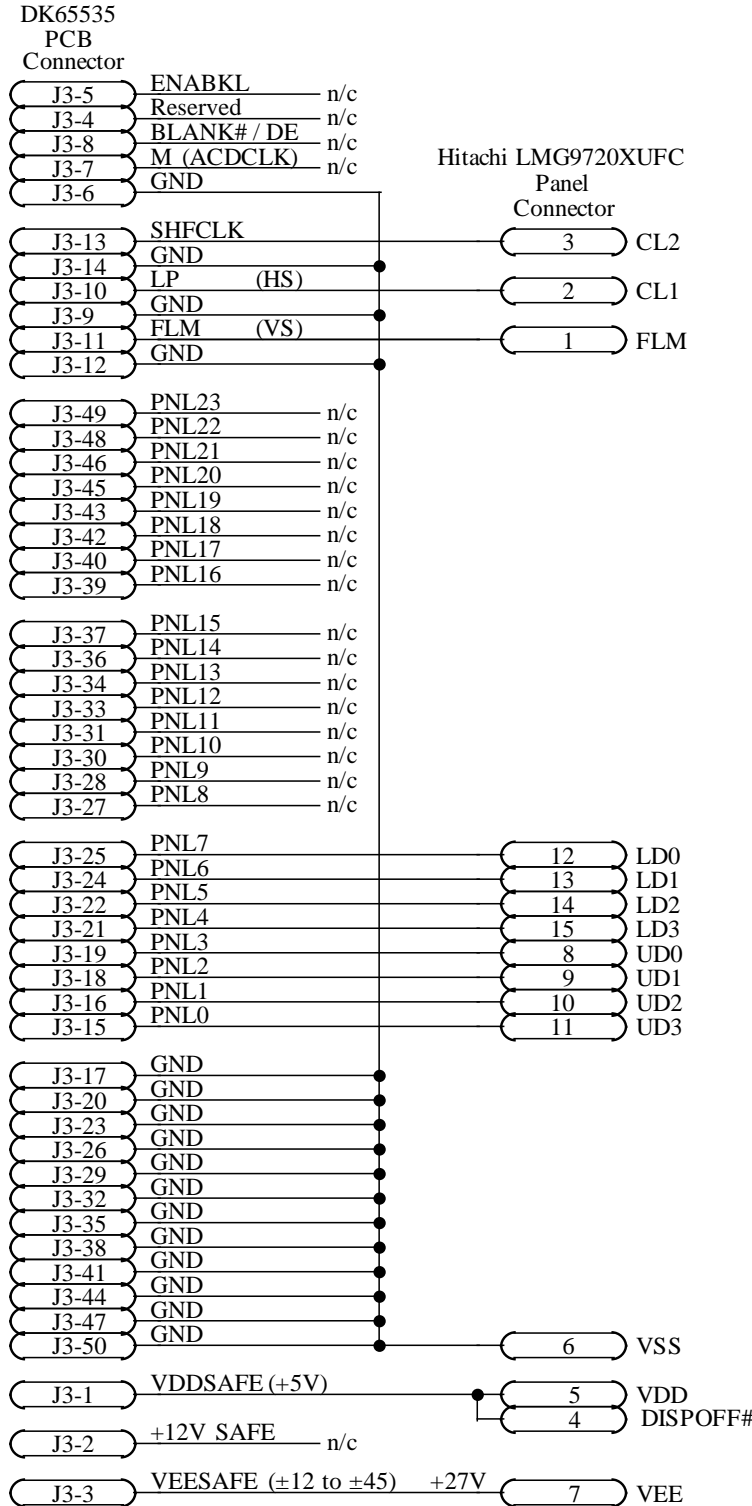 DK65535
PCB
Connector
J3-5 ENABKL n/c
J3-4 Reserved n/c
J3-8 BLANK# / DE n/c
J3-7 M (ACDCLK) n/c
J3-6 GND
Hitachi LMG9720XUFC
Panel
Connector
J3-13 SHFCLK 3 CL2
J3-14 GND
J3-10 LP (HS) 2 CL1
J3-9 GND
J3-11 FLM (VS) 1 FLM
J3-12 GND
J3-49 PNL23 n/c
J3-48 PNL22 n/c
J3-46 PNL21 n/c
J3-45 PNL20 n/c
J3-43 PNL19 n/c
J3-42 PNL18 n/c
J3-40 PNL17 n/c
J3-39 PNL16 n/c
J3-37 PNL15 n/c
J3-36 PNL14 n/c
J3-34 PNL13 n/c
J3-33 PNL12 n/c
J3-31 PNL11 n/c
J3-30 PNL10 n/c
J3-28 PNL9 n/c
J3-27 PNL8 n/c
J3-25 PNL7 12 LD0
J3-24 PNL6 13 LD1
J3-22 PNL5 14 LD2
J3-21 PNL4 15 LD3
J3-19 PNL3 8 UD0
J3-18 PNL2 9 UD1
J3-16 PNL1 10 UD2
J3-15 PNL0 11 UD3
J3-17 GND
J3-20 GND
J3-23 GND
J3-26 GND
J3-29 GND
J3-32 GND
J3-35 GND
J3-38 GND
J3-41 GND
J3-44 GND
J3-47 GND
J3-50 GND 6 VSS
J3-1 VDDSAFE (+5V) 5 VDD
4 DISPOFF#
J3-2 +12V SAFE n/c
J3-3 VEESAFE (±12 to ±45) +27V 7 VEE